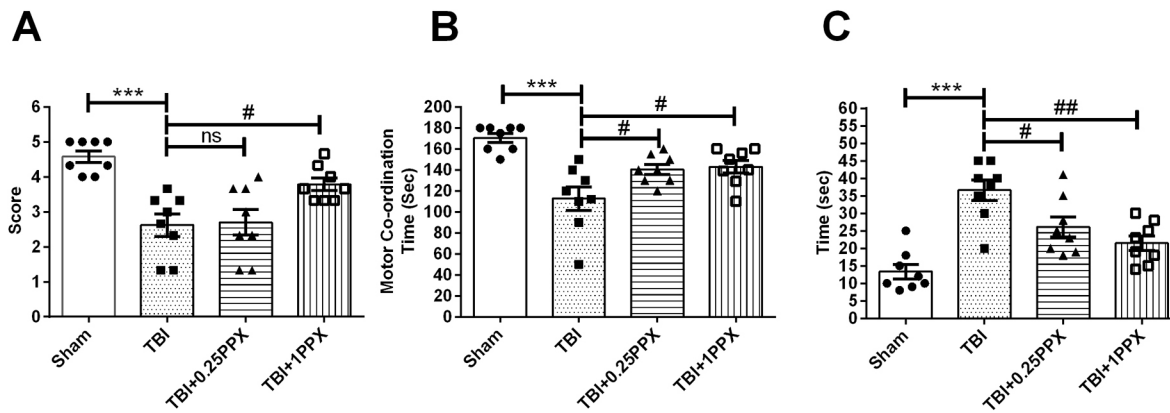 A
B
C
***
#
ns
6
5
4
3
2
1
0
Score
Sham
TBI
TBI+0.25PPX
TBI+1PPX
***
#
#
200
180
160
140
120
100
80
60
40
20
0
Motor Co-ordination
Time (Sec)
Sham
TBI
TBI+0.25PPX
TBI+1PPX
***
##
#
60
55
50
45
40
35
30
25
20
15
10
5
0
Time (sec)
Sham
TBI
TBI+0.25PPX
TBI+1PPX